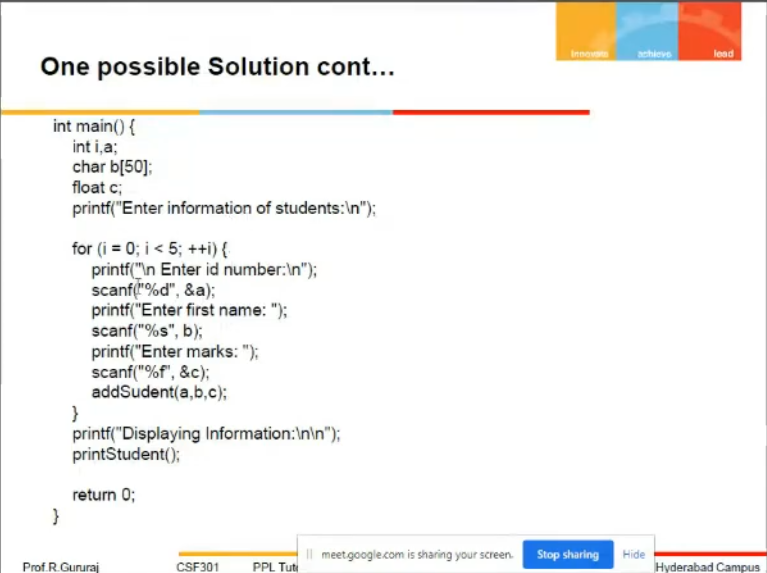 innovate achieve lead
One possible Solution cont...
int main() {
int i,a;
char b[50];
float c;
printf("Enter information of students:\n");
for (i = 0; i < 5; ++i) {
printf("\n Enter id number:\n");
scanf("%d", &a);
printf("Enter first name: ");
scanf("%s", b);
printf("Enter marks: ");
scanf("%f", &c);
addSudent(a,b,c);
}
printf("Displaying Information:\n\n");
printStudent();
return 0;
}
meet.google.com is sharing your screen. Stop sharing Hide
Prof.R.Gururaj CSF301 PPL Tut Hyderabad Campus